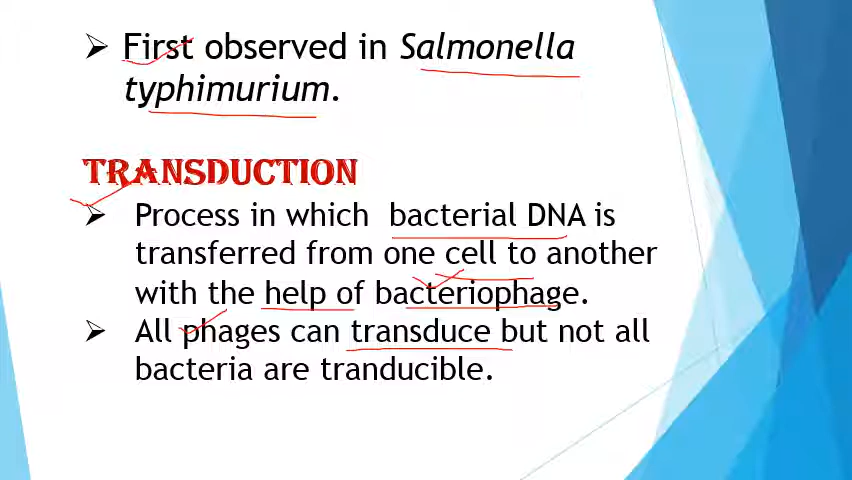 ➢ First observed in Salmonella
typhimurium.
TRANSDUCTION
➢ Process in which bacterial DNA is
transferred from one cell to another
with the help of bacteriophage.
➢ All phages can transduce but not all
bacteria are tranducible.